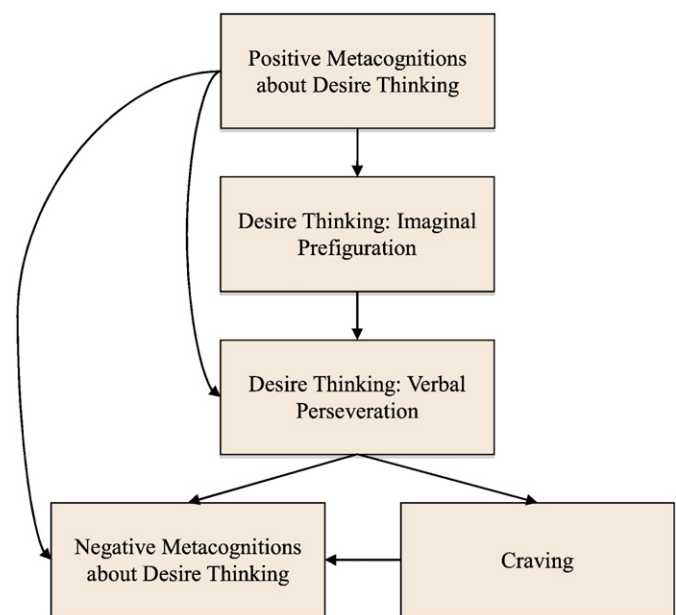 Positive Metacognitions
about Desire Thinking
Desire Thinking: Imaginal
Prefiguration
Desire Thinking: Verbal
Perseveration
Negative Metacognitions
about Desire Thinking
Craving